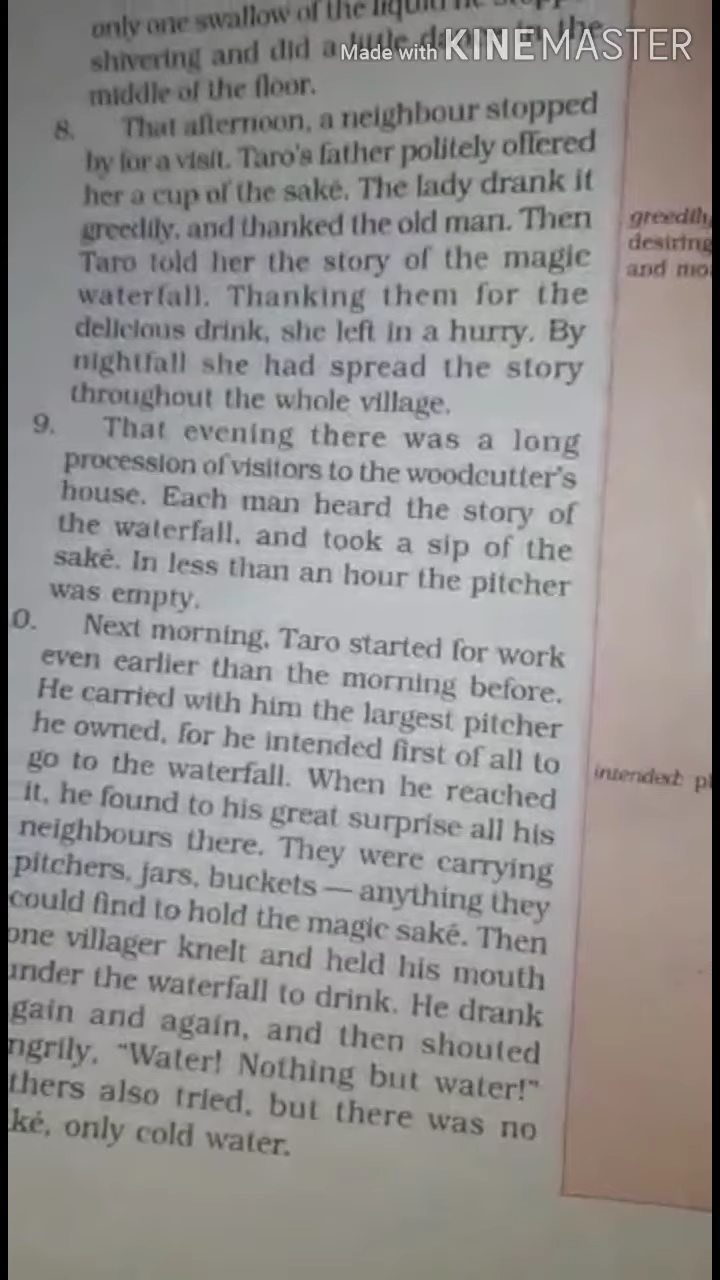 only one swallow of the liquid he
Made with KINEMASTER
shivering and did a little dance in the
middle of the floor.
8. That afternoon, a neighbour stopped
by for a visit. Taro's father politely offered
her a cup of the saké. The lady drank it
greedily, and thanked the old man. Then
Taro told her the story of the magic
waterfall. Thanking them for the
delicious drink, she left in a hurry. By
nightfall she had spread the story
throughout the whole village.
greedily
desiring
and mo
9. That evening there was a long
procession of visitors to the woodcutter's
house. Each man heard the story of
the waterfall, and took a sip of the
saké. In less than an hour the pitcher
was empty.
0. Next morning, Taro started for work
even earlier than the morning before.
He carried with him the largest pitcher
he owned, for he intended first of all to
go to the waterfall. When he reached
it, he found to his great surprise all his
neighbours there. They were carrying
pitchers, jars, buckets — anything they
could find to hold the magic saké. Then
one villager knelt and held his mouth
under the waterfall to drink. He drank
gain and again, and then shouted
ngrily, "Water! Nothing but water!"
thers also tried, but there was no
ké, only cold water.
intended: pl